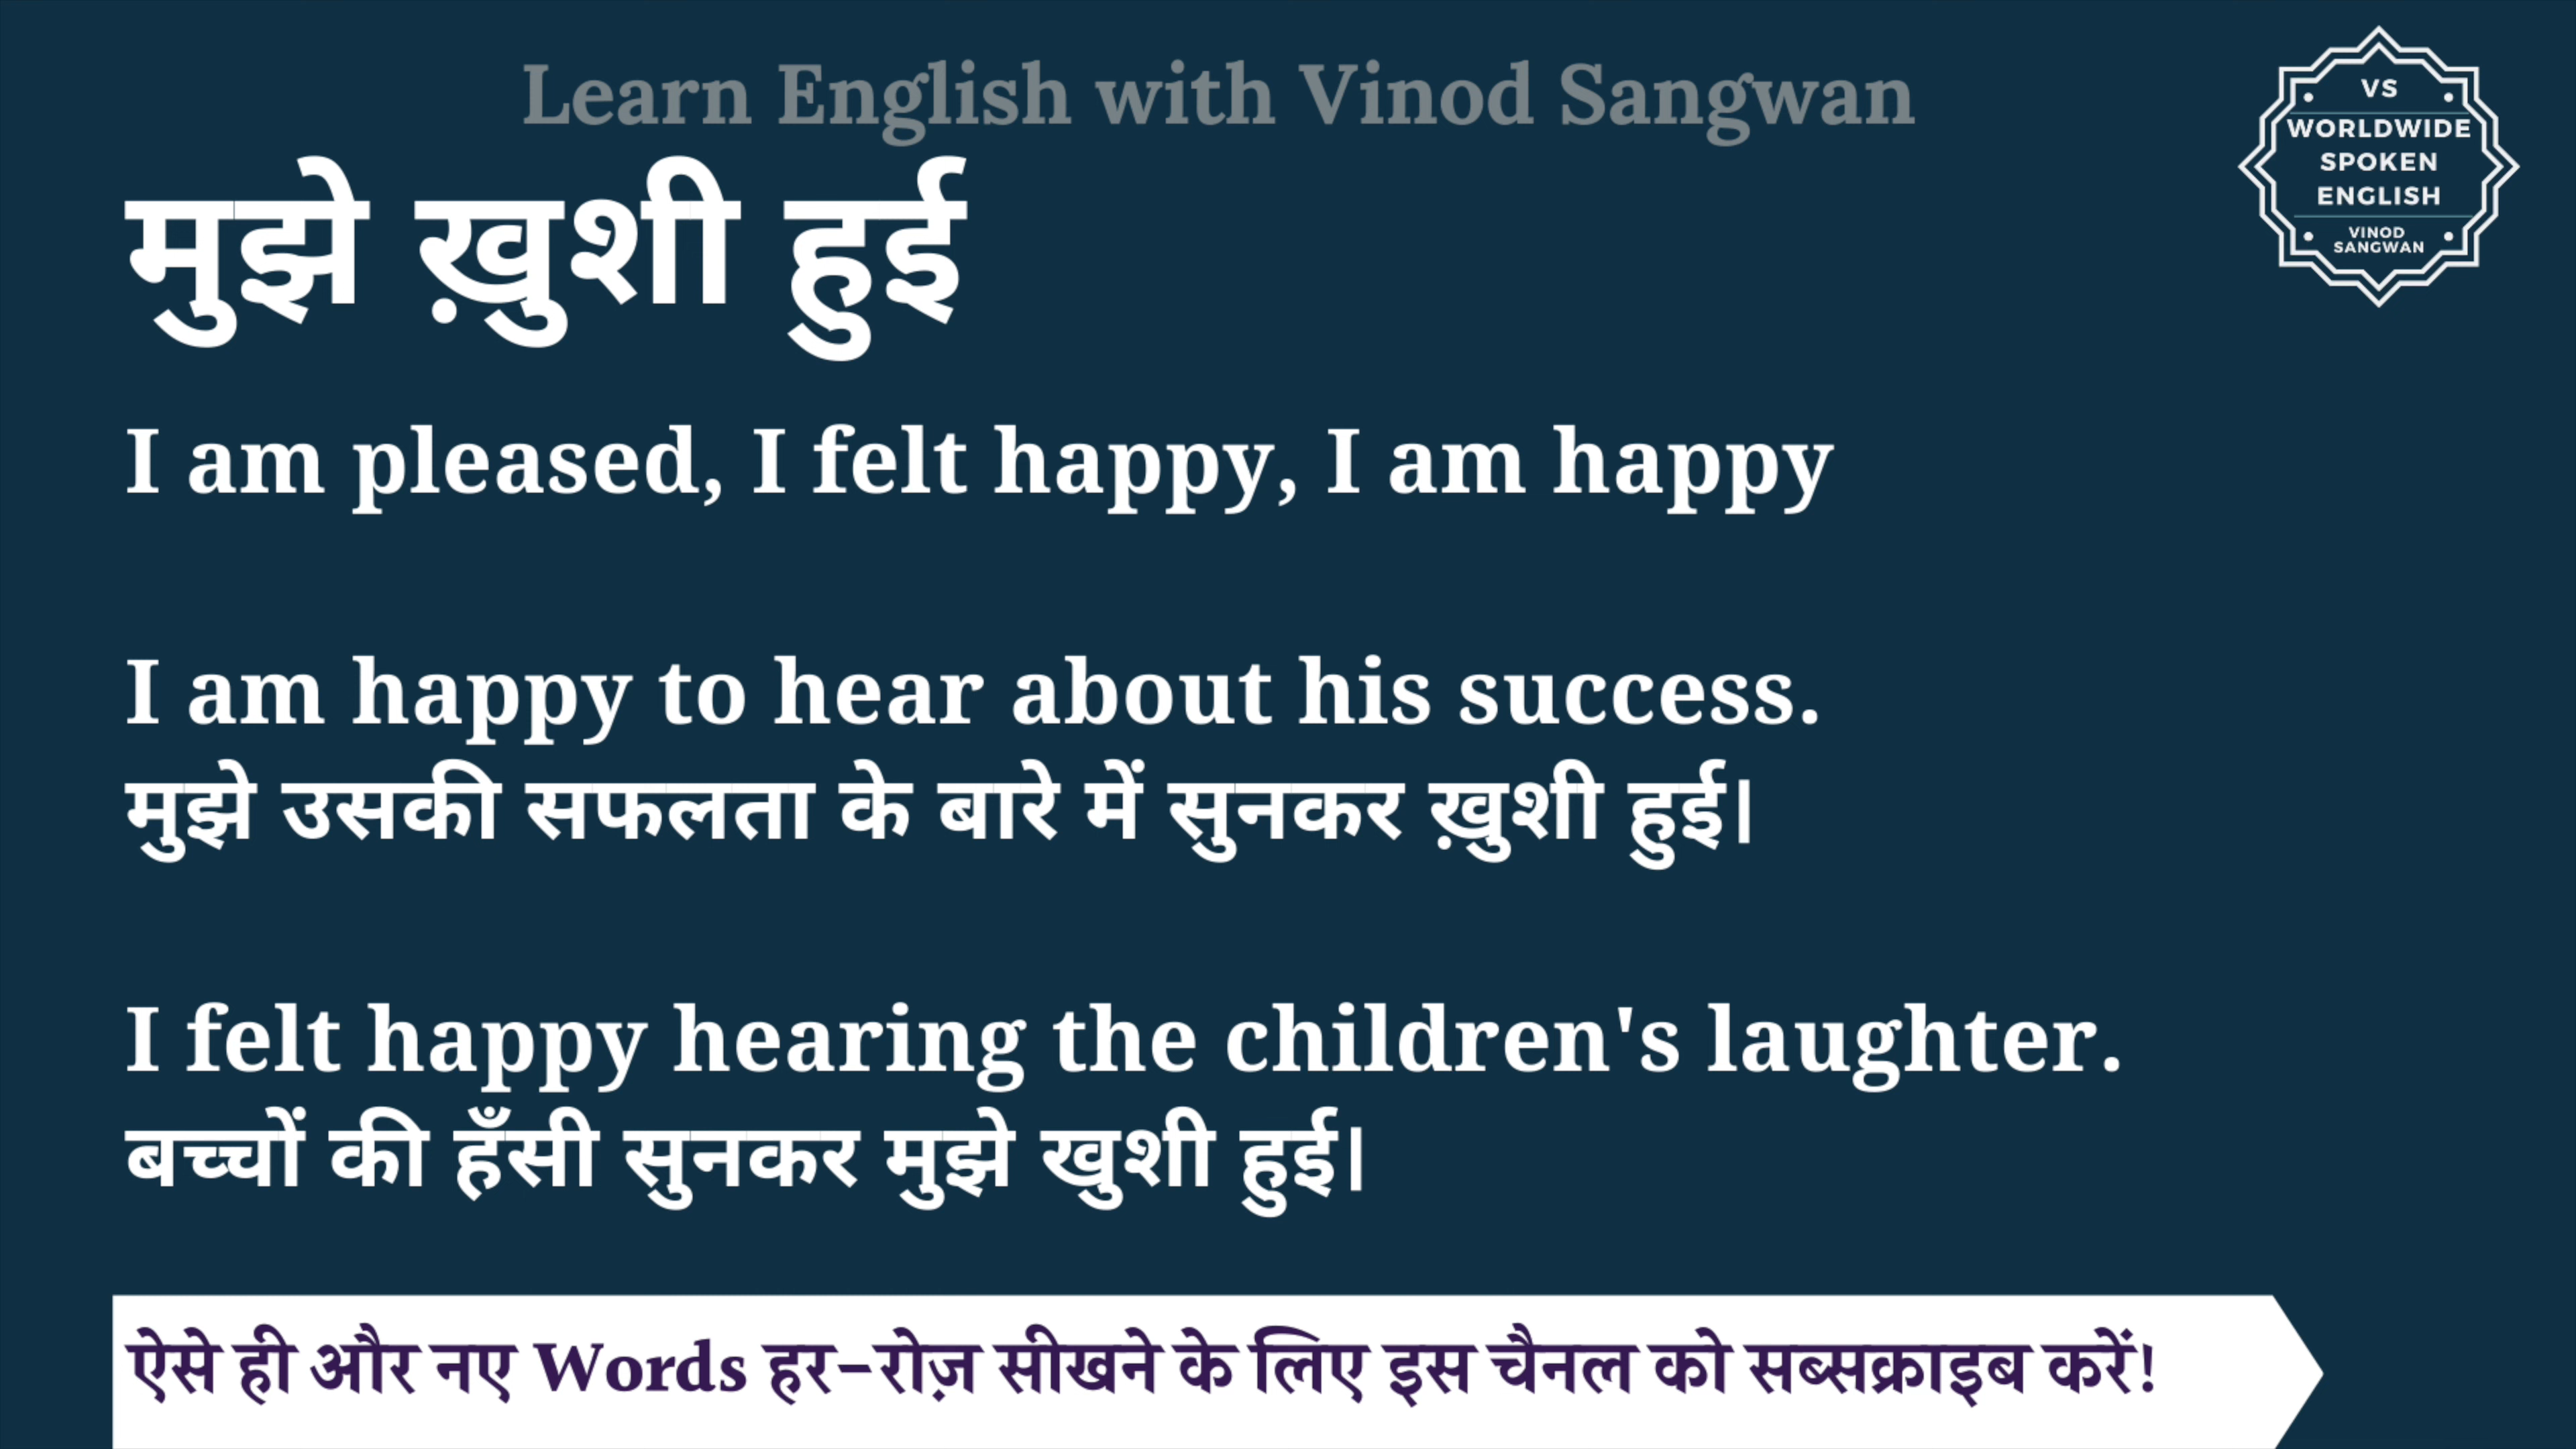 Learn English with Vinod Sangwan
VS
WORLDWIDE
SPOKEN
ENGLISH
VINOD
SANGWAN
मुझे ख़ुशी हुई
I am pleased, I felt happy, I am happy
I am happy to hear about his success.
मुझे उसकी सफलता के बारे में सुनकर ख़ुशी हुई।
I felt happy hearing the children's laughter.
बच्चों की हँसी सुनकर मुझे खुशी हुई।
ऐसे ही और नए Words हर-रोज़ सीखने के लिए इस चैनल को सब्सक्राइब करें!